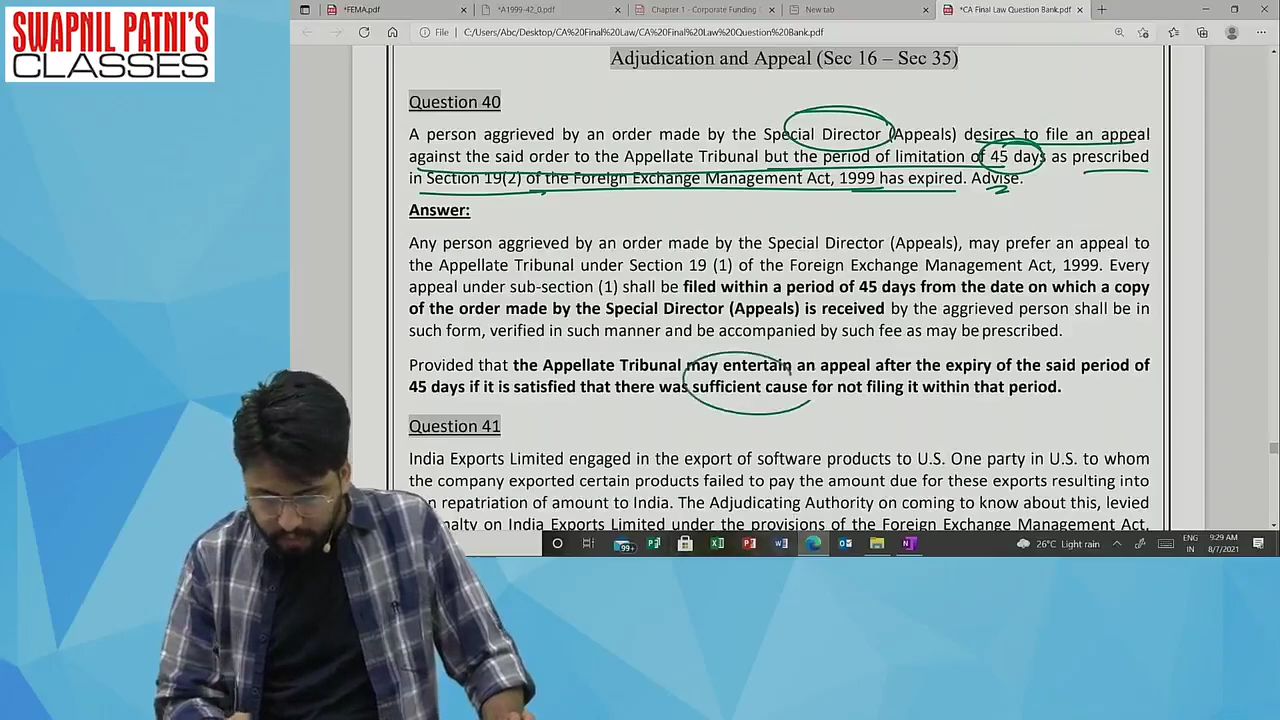 SWAPNIL PATNI'S
CLASSES
*FEMA.pdf
*A1999-42_0.pdf
Chapter 1 - Corporate Funding
New tab
*CA Final Law Question Bank.pdf
File
C:/Users/Abc/Desktop/CA%20Final%20Law/CA%20Final%20Law%20Question%20Bank.pdf
Adjudication and Appeal (Sec 16 – Sec 35)
Question 40
A person aggrieved by an order made by the Special Director (Appeals) desires to file an appeal
against the said order to the Appellate Tribunal but the period of limitation of 45 days as prescribed
in Section 19(2) of the Foreign Exchange Management Act, 1999 has expired. Advise.
Answer:
Any person aggrieved by an order made by the Special Director (Appeals), may prefer an appeal to
the Appellate Tribunal under Section 19 (1) of the Foreign Exchange Management Act, 1999. Every
appeal under sub-section (1) shall be filed within a period of 45 days from the date on which a copy
of the order made by the Special Director (Appeals) is received by the aggrieved person shall be in
such form, verified in such manner and be accompanied by such fee as may be prescribed.
Provided that the Appellate Tribunal may entertain an appeal after the expiry of the said period of
45 days if it is satisfied that there was sufficient cause for not filing it within that period.
Question 41
India Exports Limited engaged in the export of software products to U.S. One party in U.S. to whom
the company exported certain products failed to pay the amount due for these exports resulting into
repatriation of amount to India. The Adjudicating Authority on coming to know about this, levied
on India Exports Limited under the provisions of the Foreign Exchange Management Act,
99+
26°C Light rain
ENG
IN
9:29 AM
8/7/2021